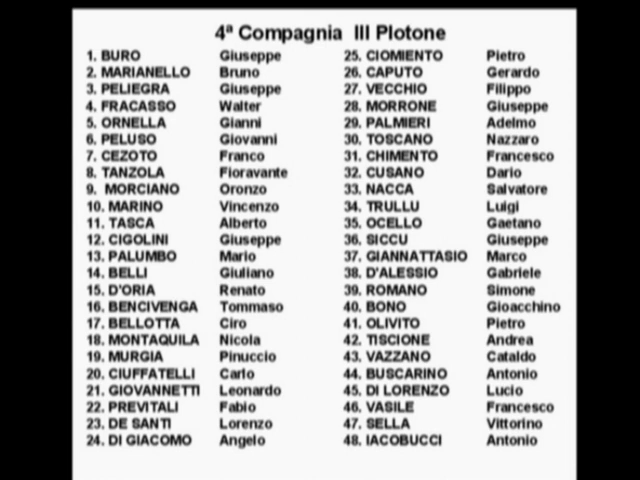 4ª Compagnia III Plotone
1. BURO Giuseppe
2. MARIANELLO Bruno
3. PELIEGRA Giuseppe
4. FRACASSO Walter
5. ORNELLA Gianni
6. PELUSO Giovanni
7. CEZOTO Franco
8. TANZOLA Fioravante
9. MORCIANO Oronzo
10. MARINO Vincenzo
11. TASCA Alberto
12. CIGOLINI Giuseppe
13. PALUMBO Mario
14. BELLI Giuliano
15. D'ORIA Renato
16. BENCIVENGA Tommaso
17. BELLOTTA Ciro
18. MONTAQUILA Nicola
19. MURGIA Pinuccio
20. CIUFFATELLI Carlo
21. GIOVANNETTI Leonardo
22. PREVITALI Fabio
23. DE SANTI Lorenzo
24. DI GIACOMO Angelo
25. CIOMIENTO Pietro
26. CAPUTO Gerardo
27. VECCHIO Filippo
28. MORRONE Giuseppe
29. PALMIERI Adelmo
30. TOSCANO Nazzaro
31. CHIMENTO Francesco
32. CUSANO Dario
33. NACCA Salvatore
34. TRULLU Luigi
35. OCELLO Gaetano
36. SICCU Giuseppe
37. GIANNATTASIO Marco
38. D'ALESSIO Gabriele
39. ROMANO Simone
40. BONO Gioacchino
41. OLIVITO Pietro
42. TISCIONE Andrea
43. VAZZANO Cataldo
44. BUSCARINO Antonio
45. DI LORENZO Lucio
46. VASILE Francesco
47. SELLA Vittorino
48. IACOBUCCI Antonio